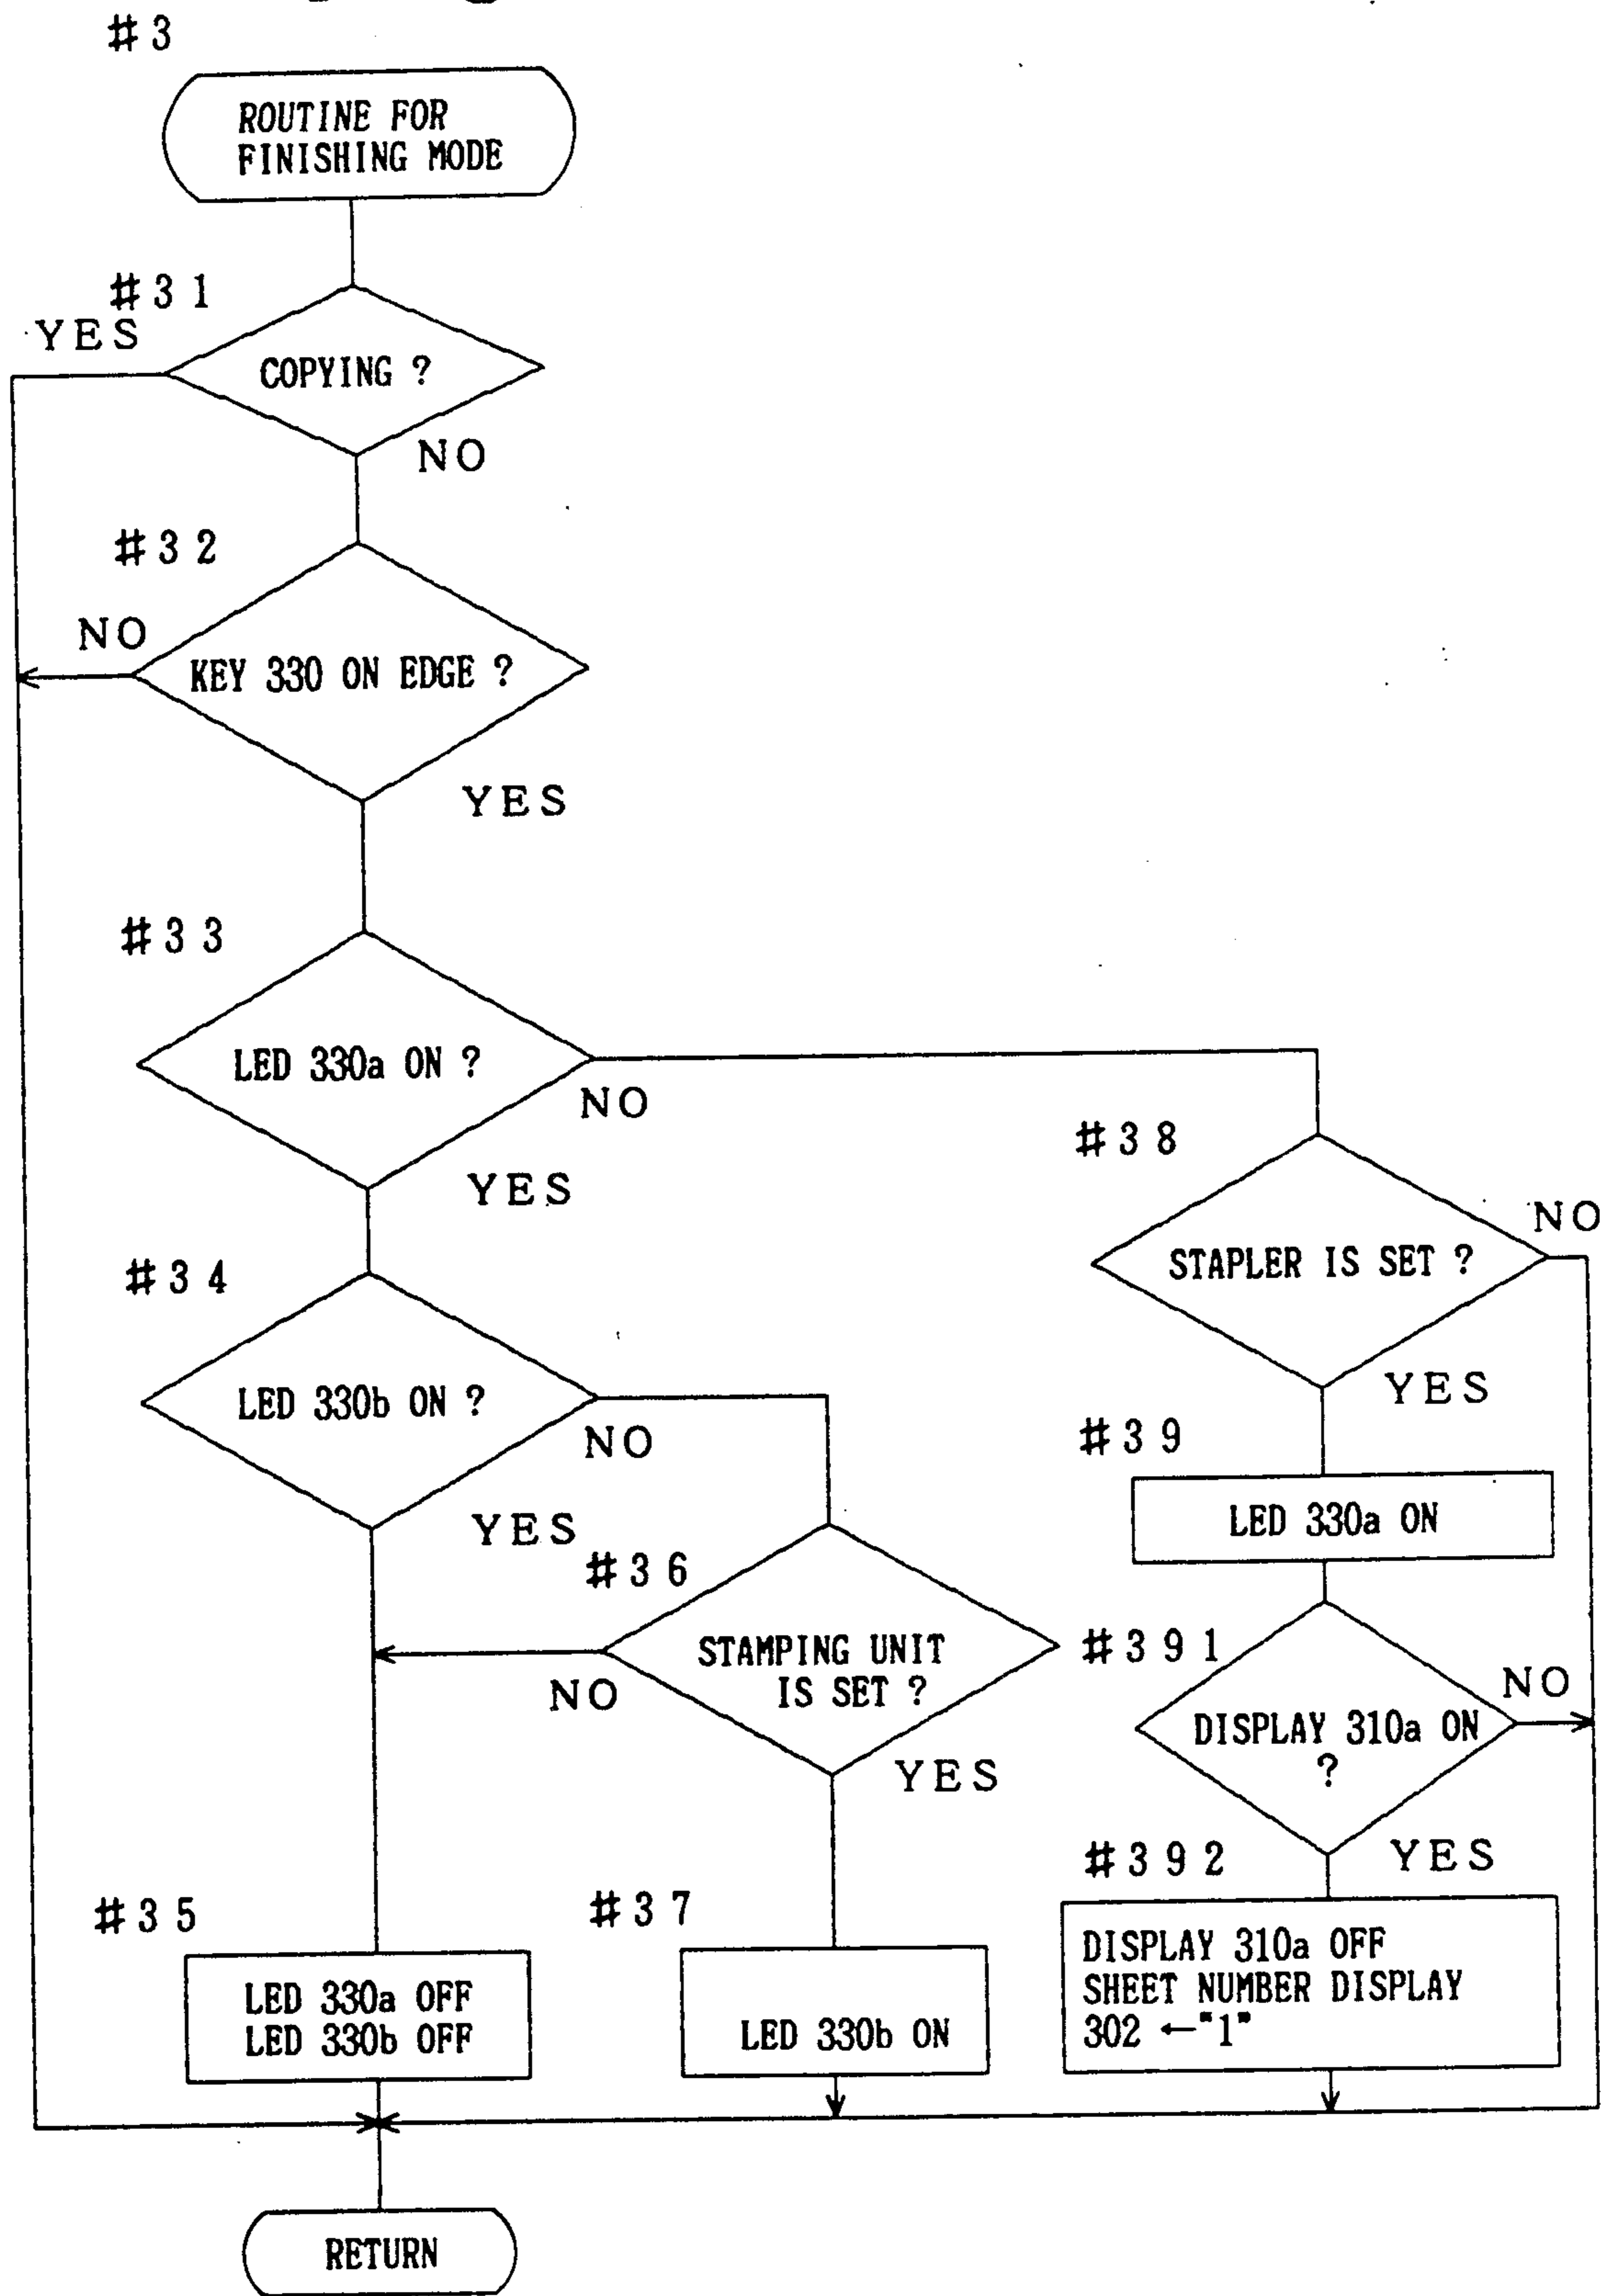 #3
ROUTINE FOR
FINISHING MODE
#31
YES
COPYING ?
NO
#32
NO
KEY 330 ON EDGE ?
YES
#33
LED 330a ON ?
NO
YES
#38
NO
STAPLER IS SET ?
YES
#34
LED 330b ON ?
NO
YES
#39
LED 330a ON
#36
STAMPING UNIT
IS SET ?
NO
YES
#391
NO
DISPLAY 310a ON
?
YES
#392
DISPLAY 310a OFF
SHEET NUMBER DISPLAY
302 ←"1"
#35
LED 330a OFF
LED 330b OFF
#37
LED 330b ON
RETURN